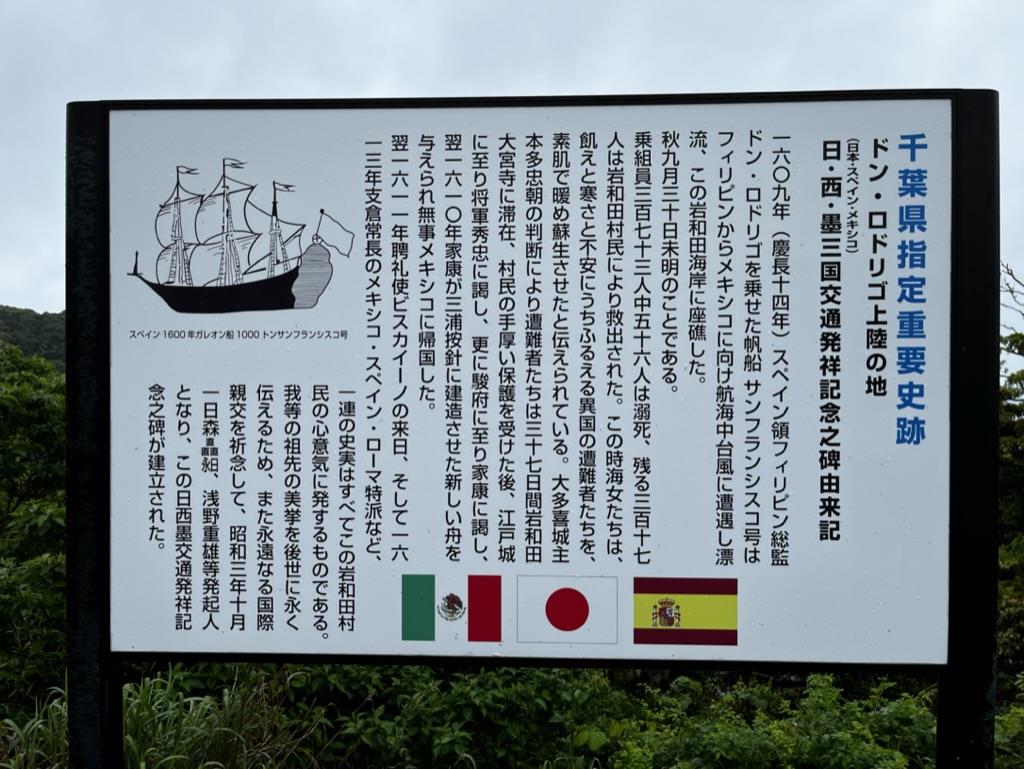 千葉県指定重要史跡
ドン・ロドリゴ上陸の地
(日本・スペイン・メキシコ)
日・西・墨三国交通発祥記念之碑由来記
一六〇九年（慶長十四年）スペイン領フィリピン総監
ドン・ロドリゴを乗せた帆船 サンフランシスコ号は
フィリピンからメキシコに向け航海中台風に遭遇し漂
流、この岩和田海岸に座礁した。
秋九月三十日未明のことである。
乗組員三百七十三人中五十六人は溺死、残る三百十七
人は岩和田村民により救出された。この時海女たちは、
飢えと寒さと不安にうちふるえる異国の遭難者たちを、
素肌で暖め蘇生させたと伝えられている。大多喜城主
本多忠朝の判断により遭難者たちは三十七日間岩和田
大宮寺に滞在、村民の手厚い保護を受けた後、江戸城
に至り将軍秀忠に謁し、更に駿府に至り家康に謁し、
翌一六一〇年家康が三浦按針に建造させた新しい舟を
与えられ無事メキシコに帰国した。
翌一六一一年聘礼使ビスカイーノの来日、そして一六
一三年支倉常長のメキシコ・スペイン・ローマ特派など、
一連の史実はすべてこの岩和田村
民の心意気に発するものである。
我等の祖先の美挙を後世に永く
伝えるため、また永遠なる国際
親交を祈念して、昭和三年十月
一日森矗昶、浅野重雄等発起人
となり、この日西墨交通発祥記
念之碑が建立された。
スペイン1600年ガレオン船1000トンサンフランシスコ号